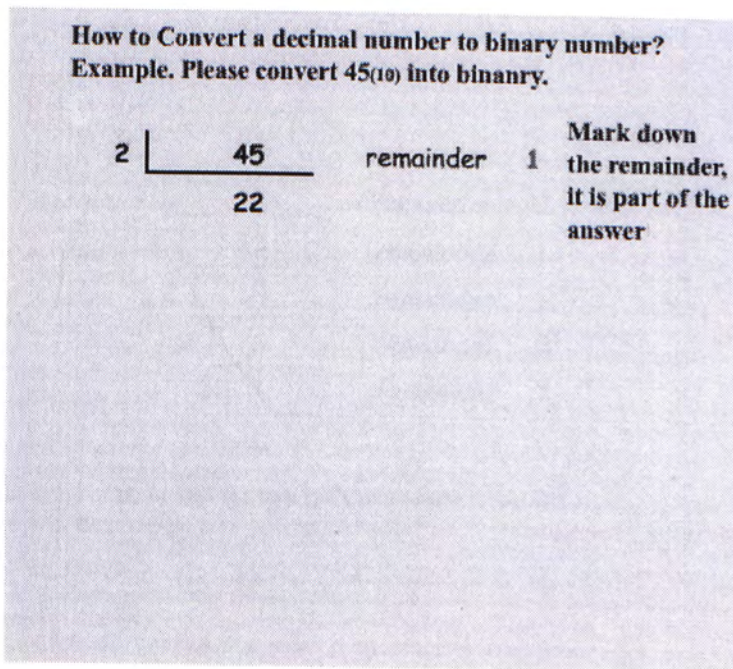 How to Convert a decimal number to binary number?
Example. Please convert 45(10) into binanry.
2 45 remainder 1
22
Mark down
the remainder,
it is part of the
answer